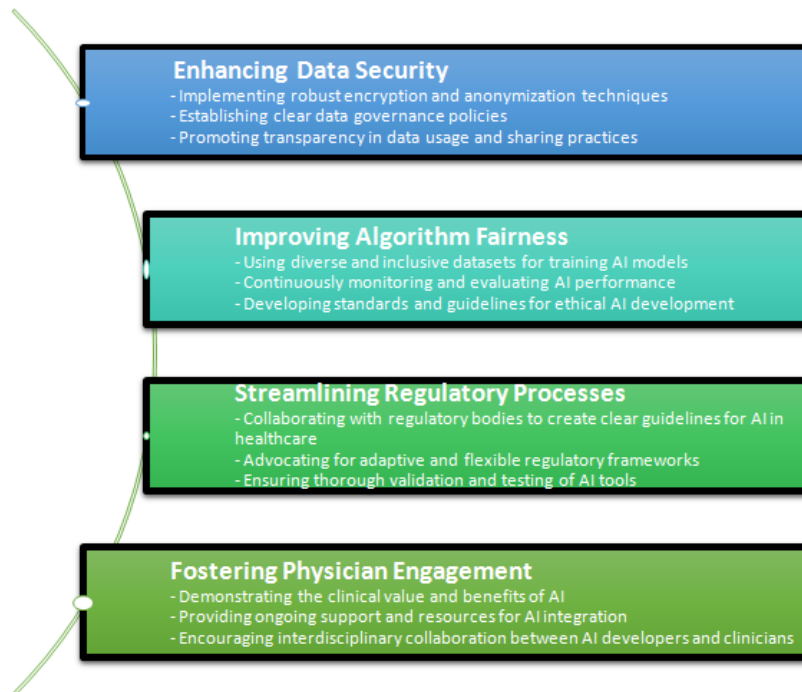 Enhancing Data Security
- Implementing robust encryption and anonymization techniques
- Establishing clear data governance policies
- Promoting transparency in data usage and sharing practices
Improving Algorithm Fairness
- Using diverse and inclusive datasets for training AI models
- Continuously monitoring and evaluating AI performance
- Developing standards and guidelines for ethical AI development
Streamlining Regulatory Processes
- Collaborating with regulatory bodies to create clear guidelines for AI in
healthcare
- Advocating for adaptive and flexible regulatory frameworks
- Ensuring thorough validation and testing of AI tools
Fostering Physician Engagement
- Demonstrating the clinical value and benefits of AI
- Providing ongoing support and resources for AI integration
- Encouraging interdisciplinary collaboration between AI developers and clinicians